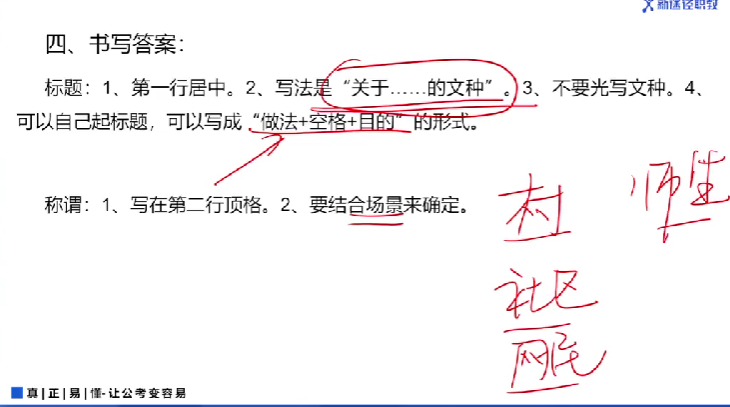 新途径职教
四、书写答案：
标题：1、第一行居中。2、写法是“关于……的文种”。3、不要光写文种。4、
可以自己起标题，可以写成“做法+空格+目的”的形式。
称谓：1、写在第二行顶格。2、要结合场景来确定。
村 师生
社区
网民
真|正|易|懂-让公考变容易